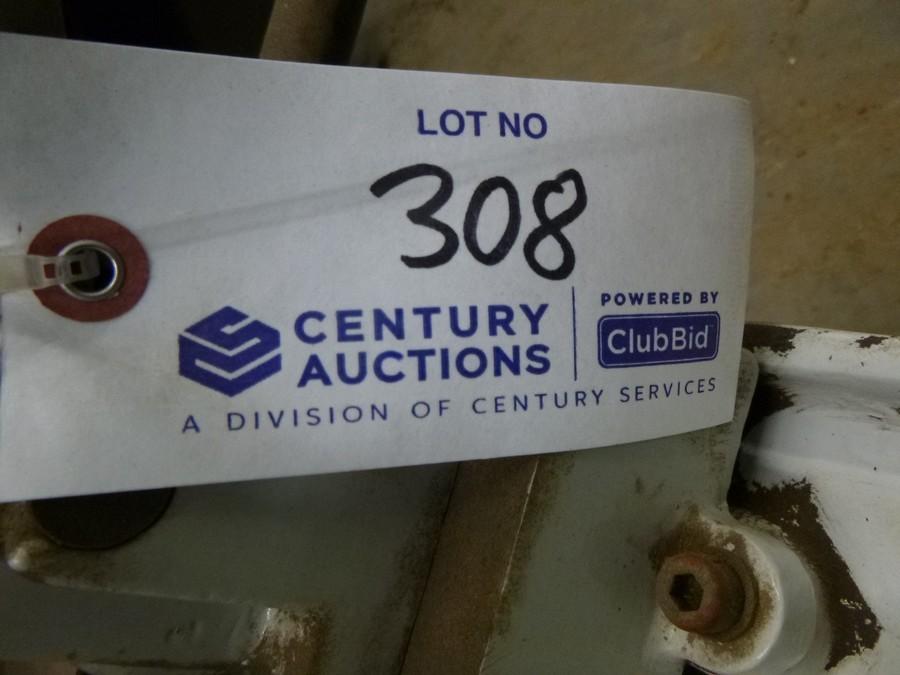 LOT NO
308
CENTURY AUCTIONS
POWERED BY
ClubBid
A DIVISION OF CENTURY SERVICES